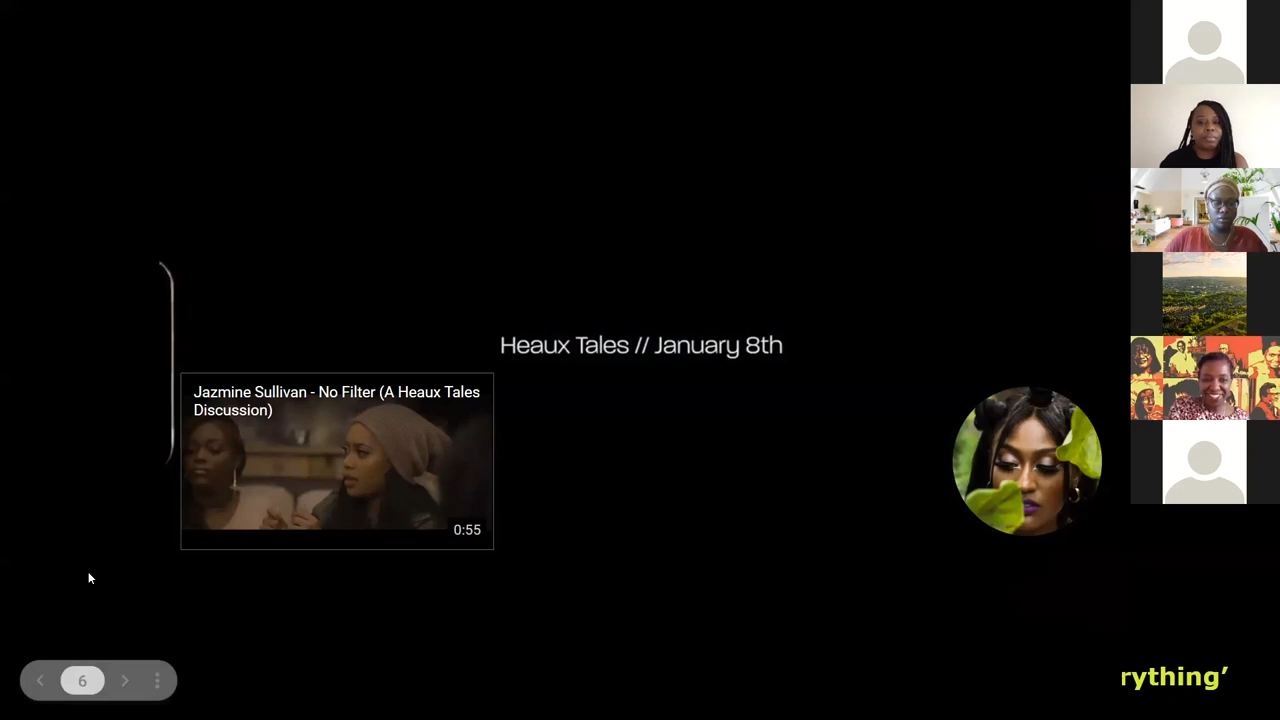 Heaux Tales // January 8th
Jazmine Sullivan - No Filter (A Heaux Tales
Discussion)
0:55
6
rything’